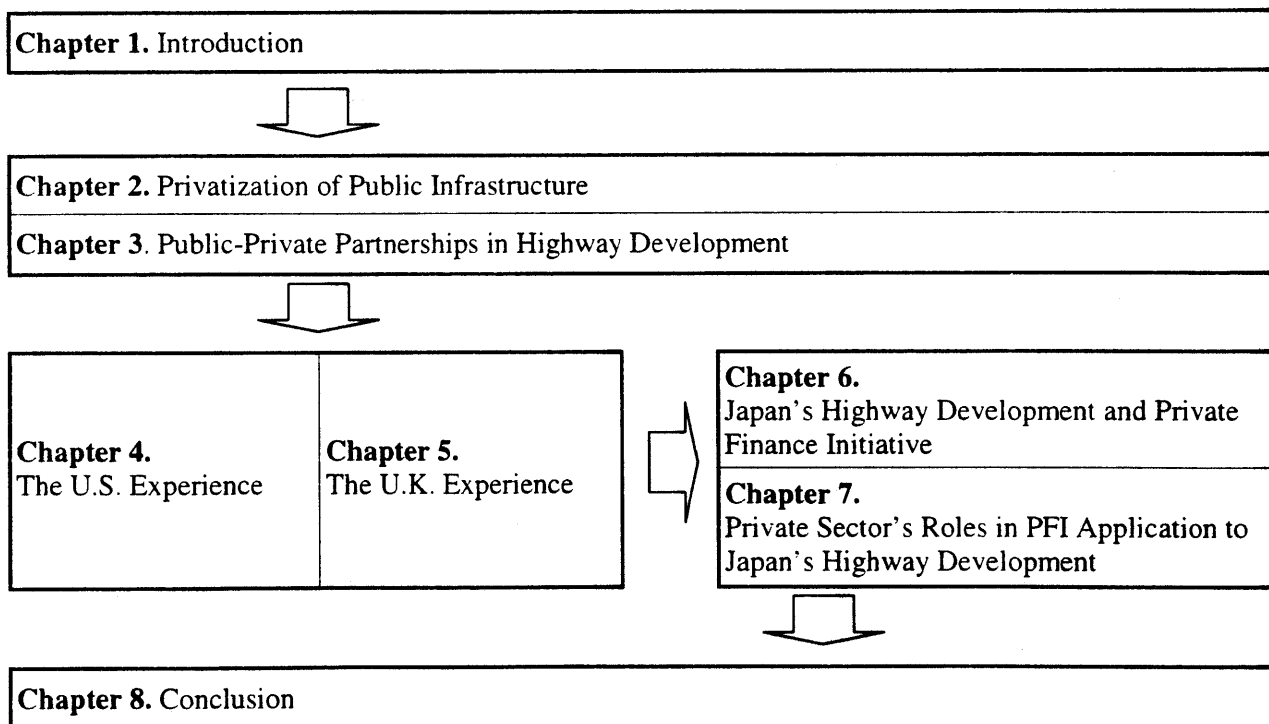 Chapter 1. Introduction
Chapter 2. Privatization of Public Infrastructure
Chapter 3. Public-Private Partnerships in Highway Development
Chapter 4.
The U.S. Experience
Chapter 5.
The U.K. Experience
Chapter 6.
Japan's Highway Development and Private
Finance Initiative
Chapter 7.
Private Sector's Roles in PFI Application to
Japan's Highway Development
Chapter 8. Conclusion